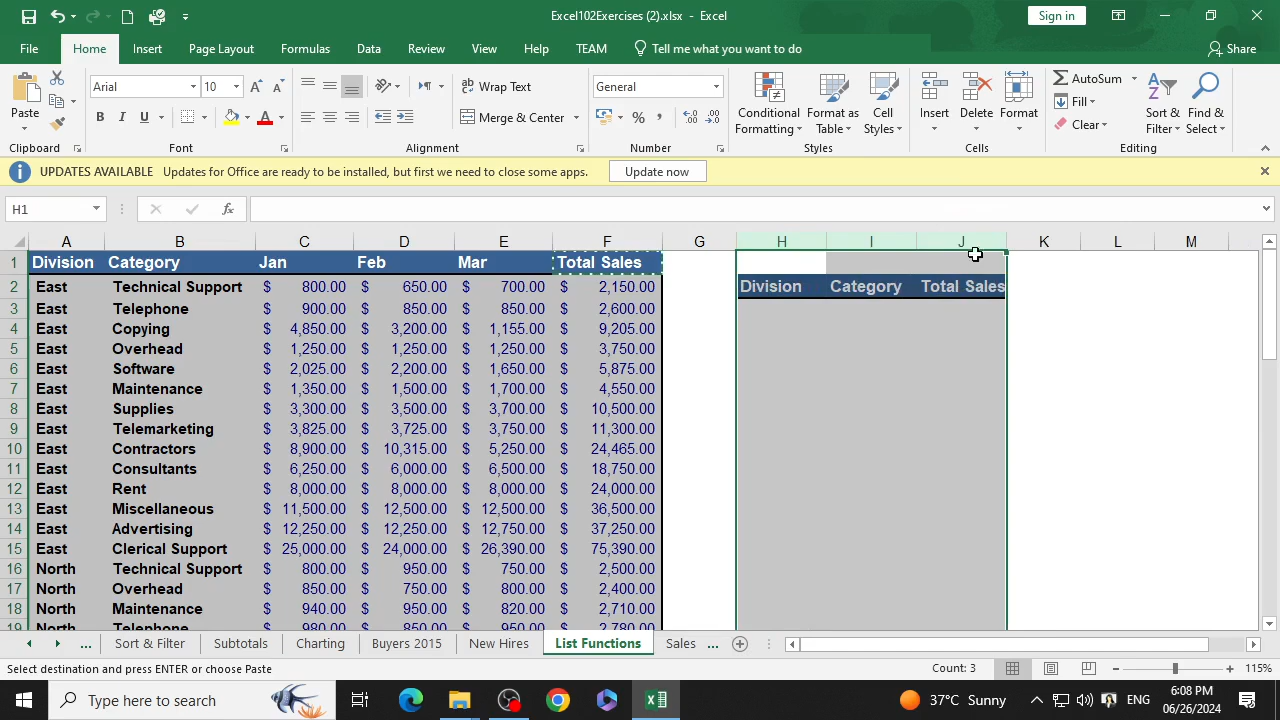 Excel102Exercises (2).xlsx - Excel
Sign in
File Home Insert Page Layout Formulas Data Review View Help TEAM Tell me what you want to do Share
Paste
Clipboard
Arial 10
B I U
Font
Wrap Text
Merge & Center
Alignment
General
Number
Conditional Formatting
Format as Table
Cell Styles
Styles
Insert Delete Format
Cells
AutoSum
Fill
Clear
Sort & Filter
Find & Select
Editing
UPDATES AVAILABLE Updates for Office are ready to be installed, but first we need to close some apps. Update now
H1 fx
A B C D E F G H I J K L M
1 Division Category Jan Feb Mar Total Sales
2 East Technical Support $ 800.00 $ 650.00 $ 700.00 $ 2,150.00 Division Category Total Sales
3 East Telephone $ 900.00 $ 850.00 $ 850.00 $ 2,600.00
4 East Copying $ 4,850.00 $ 3,200.00 $ 1,155.00 $ 9,205.00
5 East Overhead $ 1,250.00 $ 1,250.00 $ 1,250.00 $ 3,750.00
6 East Software $ 2,025.00 $ 2,200.00 $ 1,650.00 $ 5,875.00
7 East Maintenance $ 1,350.00 $ 1,500.00 $ 1,700.00 $ 4,550.00
8 East Supplies $ 3,300.00 $ 3,500.00 $ 3,700.00 $ 10,500.00
9 East Telemarketing $ 3,825.00 $ 3,725.00 $ 3,750.00 $ 11,300.00
10 East Contractors $ 8,900.00 $ 10,315.00 $ 5,250.00 $ 24,465.00
11 East Consultants $ 6,250.00 $ 6,000.00 $ 6,500.00 $ 18,750.00
12 East Rent $ 8,000.00 $ 8,000.00 $ 8,000.00 $ 24,000.00
13 East Miscellaneous $ 11,500.00 $ 12,500.00 $ 12,500.00 $ 36,500.00
14 East Advertising $ 12,250.00 $ 12,250.00 $ 12,750.00 $ 37,250.00
15 East Clerical Support $ 25,000.00 $ 24,000.00 $ 26,390.00 $ 75,390.00
16 North Technical Support $ 800.00 $ 950.00 $ 750.00 $ 2,500.00
17 North Overhead $ 850.00 $ 750.00 $ 800.00 $ 2,400.00
18 North Maintenance $ 940.00 $ 950.00 $ 820.00 $ 2,710.00
19 North Telephone $ 980.00 $ 850.00 $ 950.00 $ 2,780.00
... Sort & Filter Subtotals Charting Buyers 2015 New Hires List Functions Sales ...
Select destination and press ENTER or choose Paste Count: 3 115%
Type here to search 37°C Sunny ENG 6:08 PM
06/26/2024